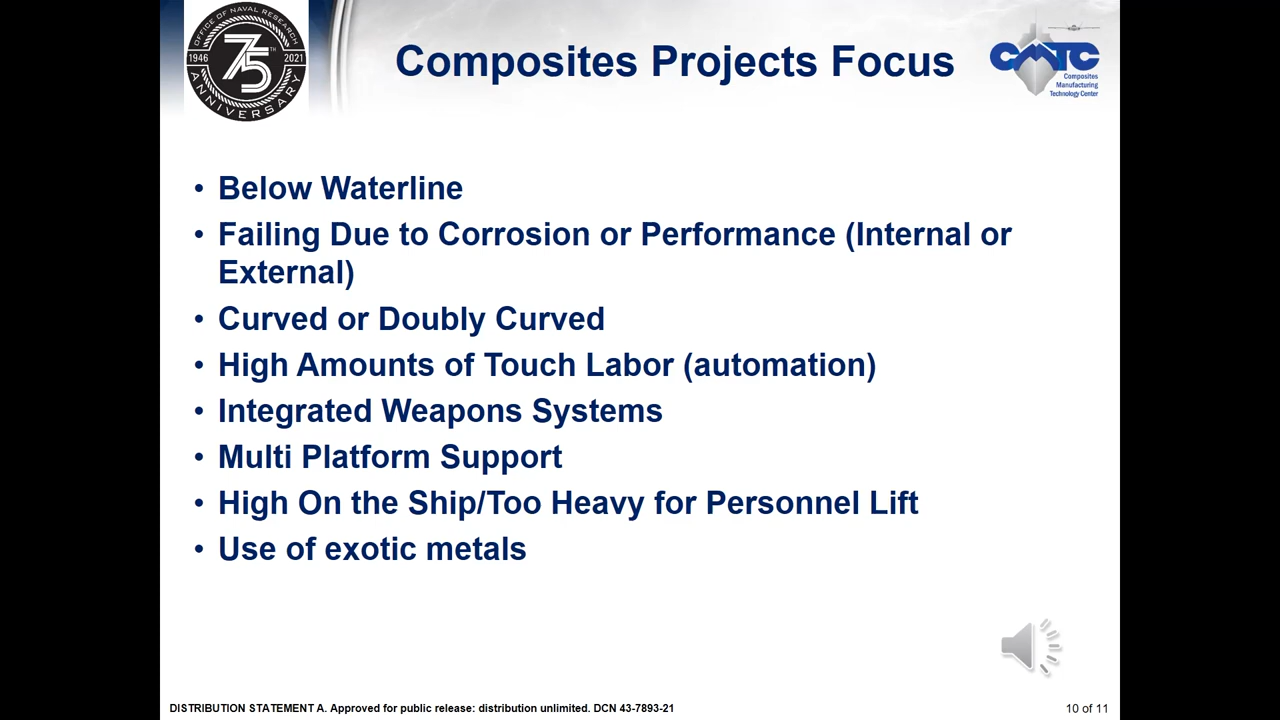 OFFICE OF NAVAL RESEARCH
75TH
1946
2021
ANNIVERSARY
Composites Projects Focus
CMTC
Composites
Manufacturing
Technology Center
• Below Waterline
• Failing Due to Corrosion or Performance (Internal or
External)
• Curved or Doubly Curved
• High Amounts of Touch Labor (automation)
• Integrated Weapons Systems
• Multi Platform Support
• High On the Ship/Too Heavy for Personnel Lift
• Use of exotic metals
DISTRIBUTION STATEMENT A. Approved for public release: distribution unlimited. DCN 43-7893-21
10 of 11